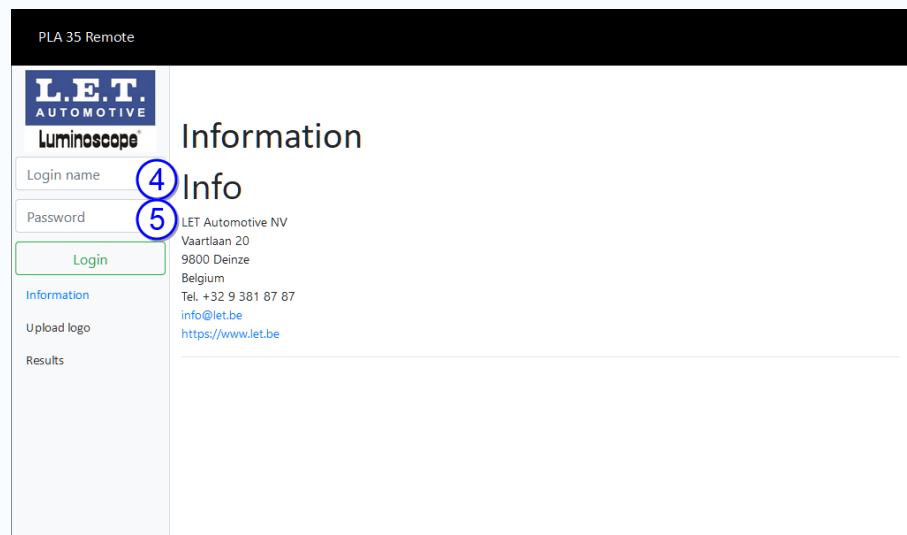 PLA 35 Remote
L.E.T.
AUTOMOTIVE
Luminoscope®
Login name
4
Password
5
Login
Information
Upload logo
Results
Information
Info
LET Automotive NV
Vaartlaan 20
9800 Deinze
Belgium
Tel. +32 9 381 87 87
info@let.be
https://www.let.be